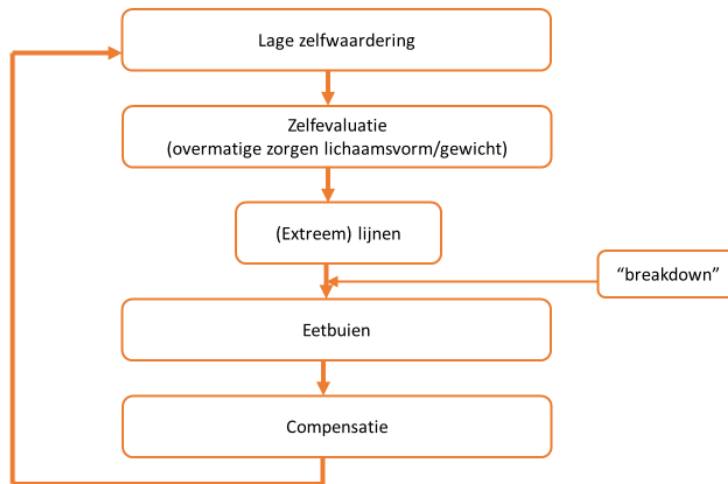 Lage zelfwaardering
Zelfevaluatie
(overmatige zorgen lichaamsvorm/gewicht)
(Extreem) lijnen
“breakdown”
Eetbuien
Compensatie